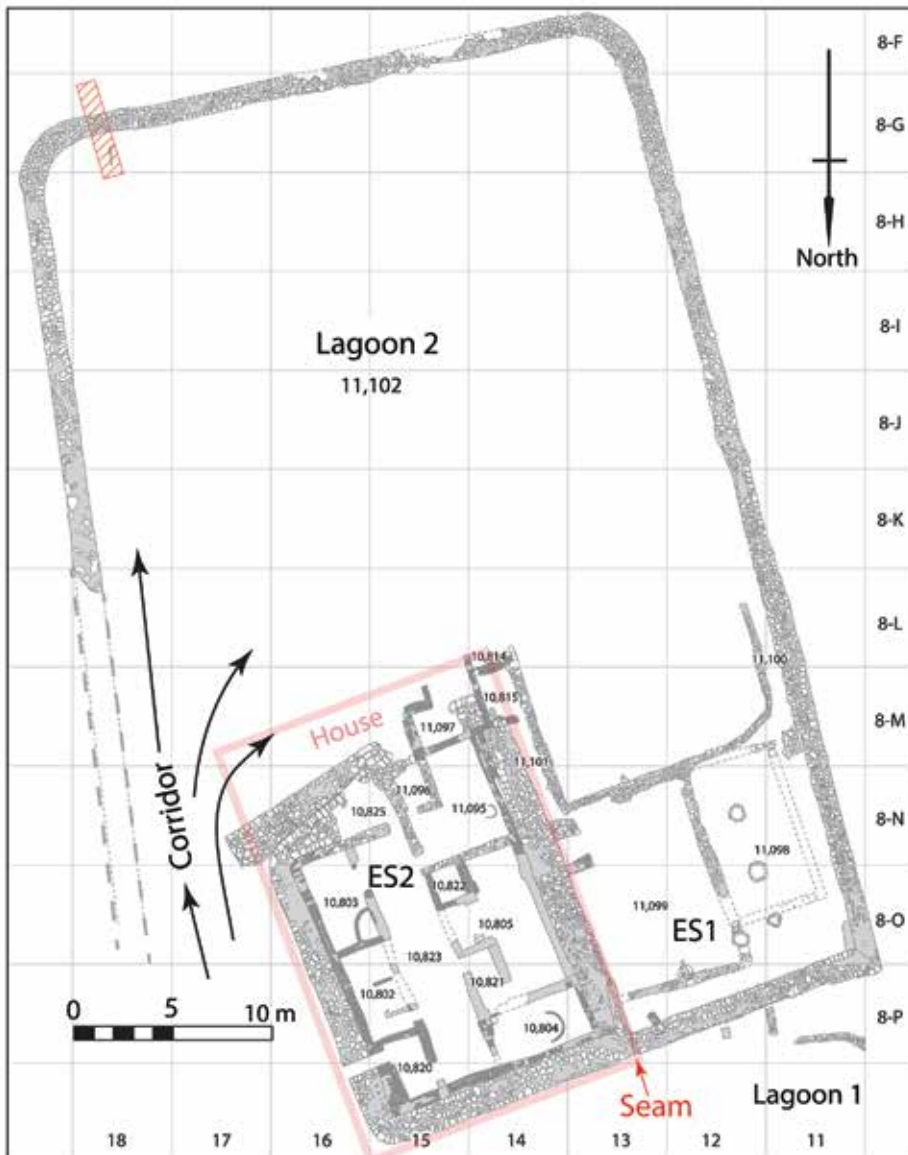 8-F
8-G
8-H
North
8-I
Lagoon 2
11,102
8-J
8-K
8-L
11,100
10,814
10,815
8-M
House
11,097
11,101
Corridor
11,096
11,095
10,825
8-N
11,098
ES2
10,822
10,803
10,805
11,099
ES1
8-O
10,823
10,821
10,802
0 5 10 m
10,804
8-P
10,820
Seam
Lagoon 1
18 17 16 15 14 13 12 11